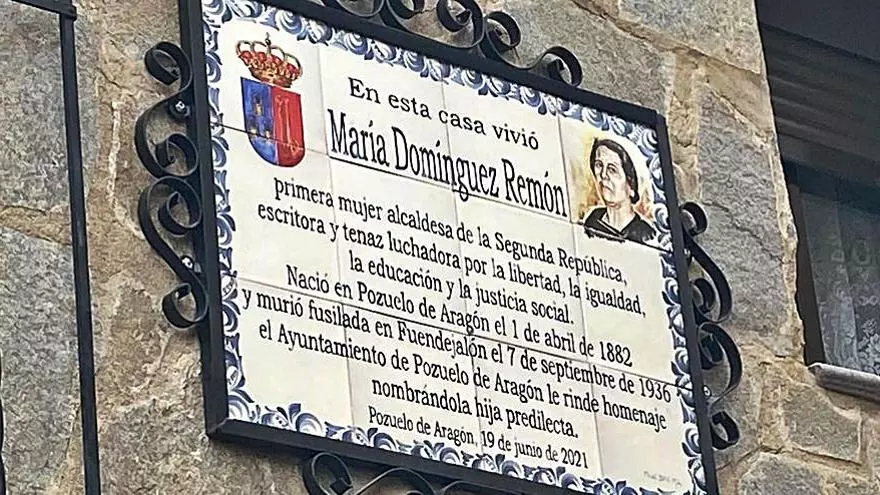 En esta casa vivió
María Domínguez Remón
primera mujer alcaldesa de la Segunda República,
escritora y tenaz luchadora por la libertad, la igualdad,
la educación y la justicia social.
Nació en Pozuelo de Aragón el 1 de abril de 1882
y murió fusilada en Fuendejalón el 7 de septiembre de 1936
el Ayuntamiento de Pozuelo de Aragón le rinde homenaje
nombrándola hija predilecta.
Pozuelo de Aragón, 19 de junio de 2021